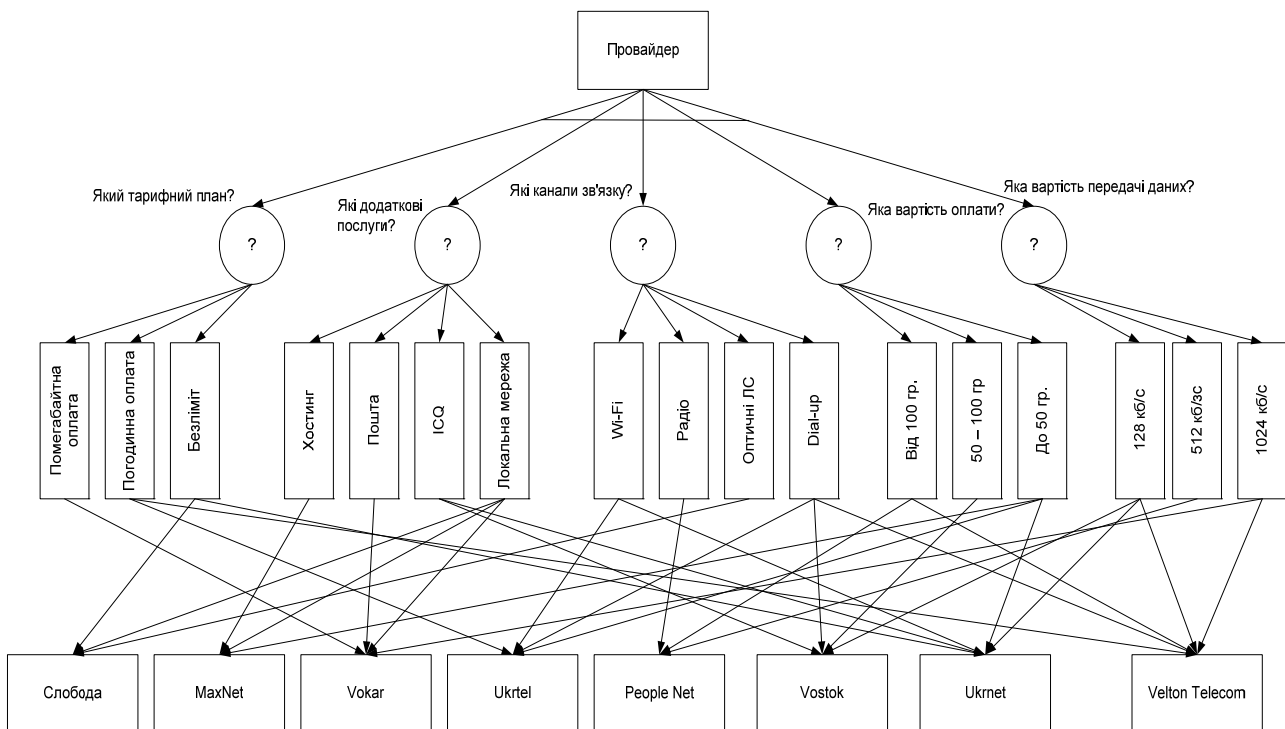 Провайдер
Який тарифний план?
Які додаткові
послуги?
Які канали зв'язку?
Яка вартість оплати?
Яка вартість передачі даних?
?
?
?
?
?
Помегабайтна
оплата
Погодинна оплата
Безліміт
Хостинг
Пошта
ICQ
Локальна мережа
Wi-Fi
Радіо
Оптичні ЛС
Dial-up
Від 100 гр.
50 – 100 гр
До 50 гр.
128 кб/с
512 кб/зс
1024 кб/с
Слобода
MaxNet
Vokar
Ukrtel
People Net
Vostok
Ukrnet
Velton Telecom